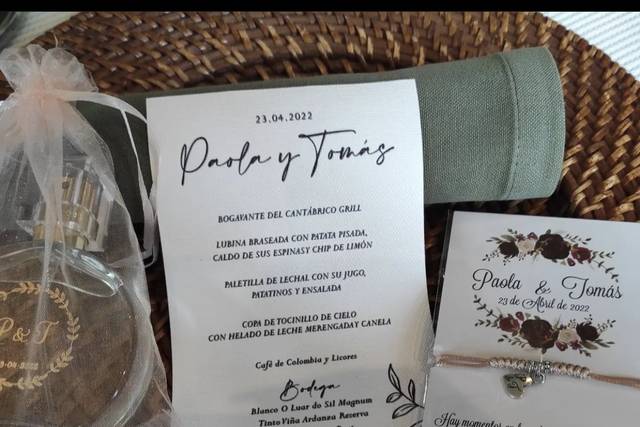 23.04.2022
Paola y Tomás
BOGAVANTE DEL CANTÁBRICO GRILL
LUBINA BRASEADA CON PATATA PISADA,
CALDO DE SUS ESPINAS Y CHIP DE LIMÓN
PALETILLA DE LECHAL CON SU JUGO,
PATATINOS Y ENSALADA
COPA DE TOCINILLO DE CIELO
CON HELADO DE LECHE MERENGADA Y CANELA
Café de Colombia y Licores
Bodega
Blanco O Luar do Sil Magnum
Tinto Viña Ardanza Reserva
Paola & Tomás
23 de Abril de 2022
Hay momentos
P & T